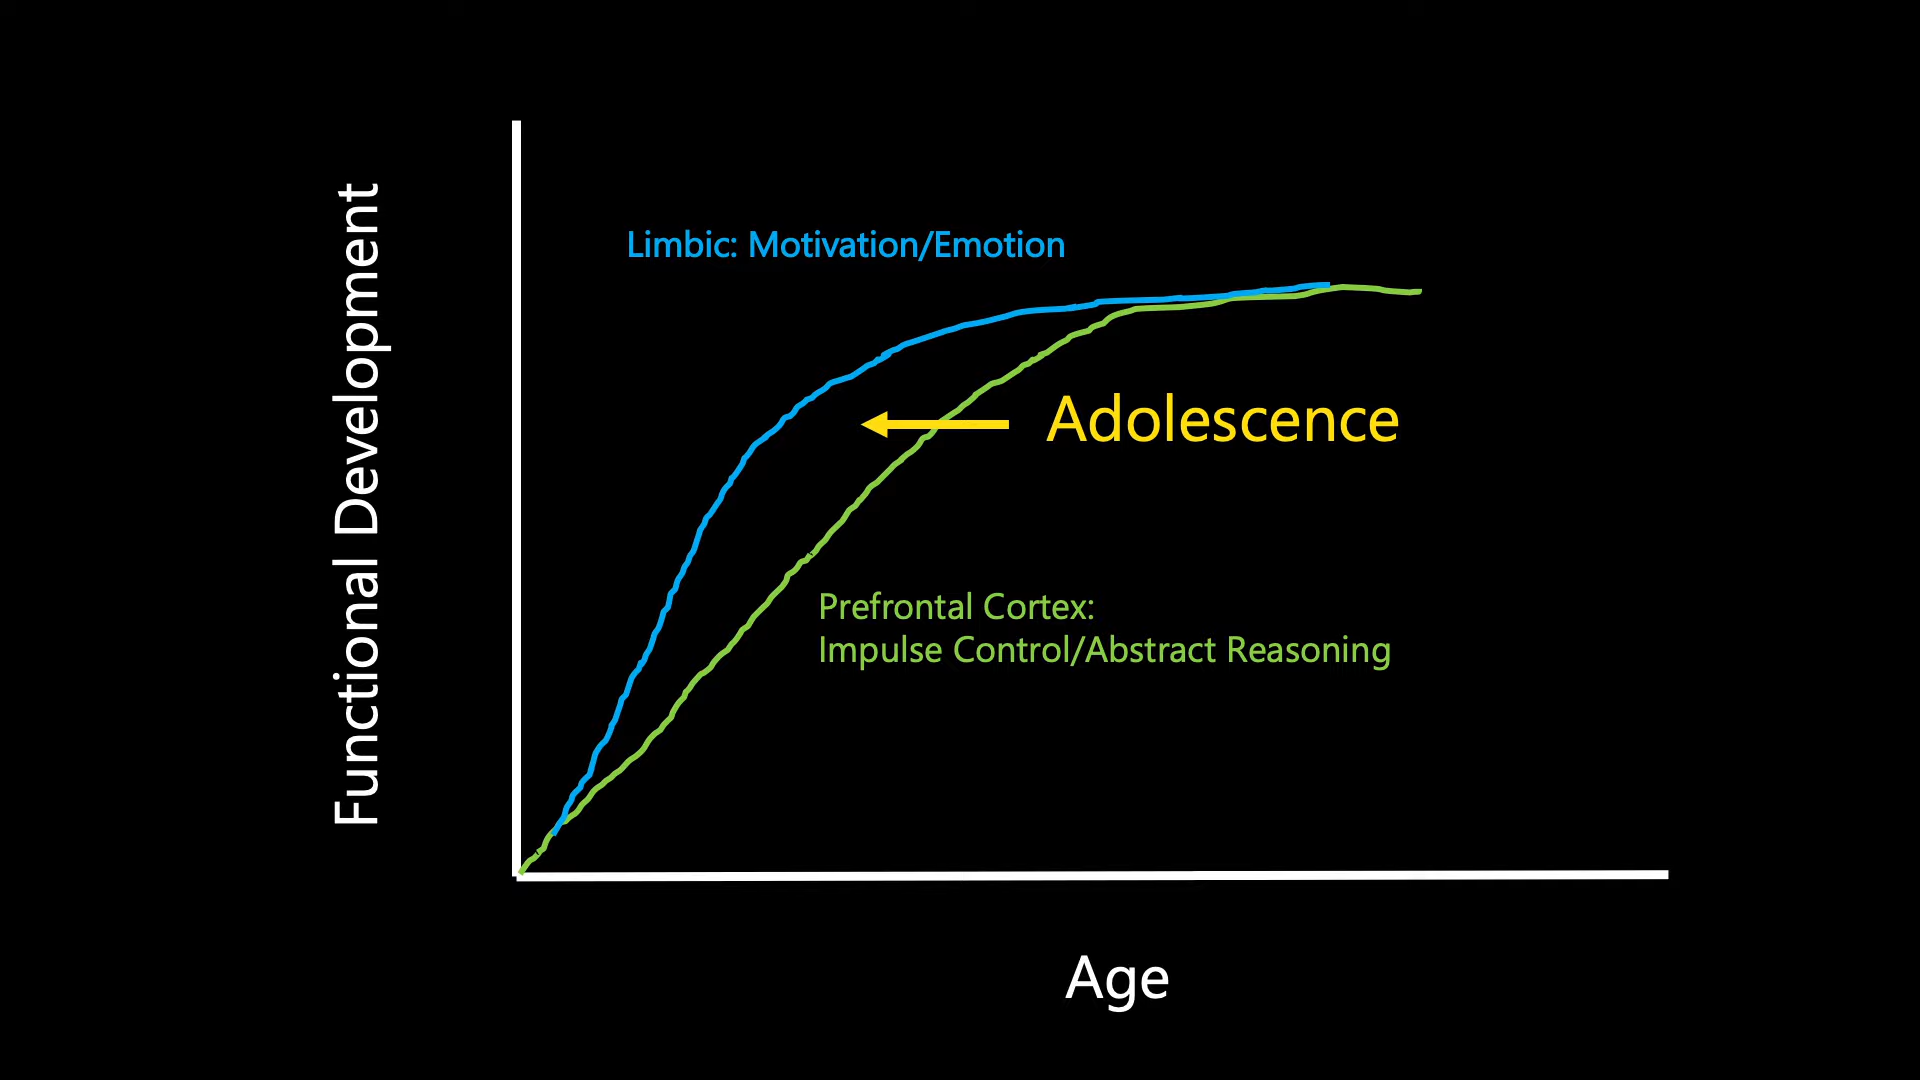 Functional Development
Limbic: Motivation/Emotion
Adolescence
Prefrontal Cortex:
Impulse Control/Abstract Reasoning
Age